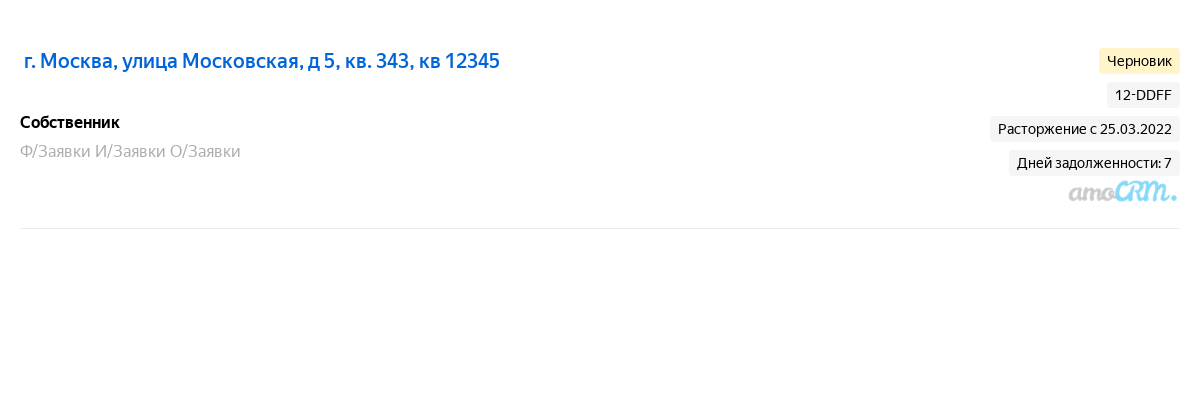 г. Москва, улица Московская, д 5, кв. 343, кв 12345
Черновик
12-DDFF
Собственник
Расторжение с 25.03.2022
Ф/Заявки И/Заявки О/Заявки
Дней задолженности: 7
amoCRM.